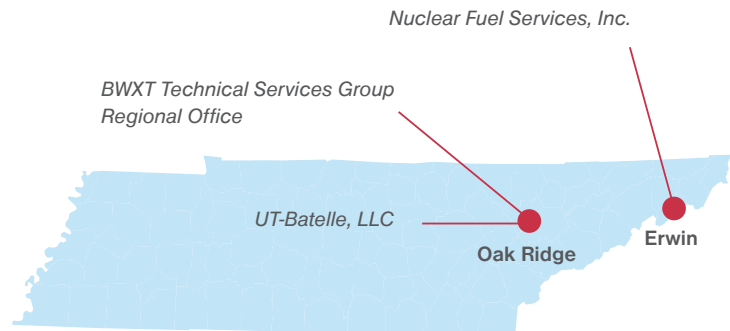 Nuclear Fuel Services, Inc.
BWXT Technical Services Group
Regional Office
UT-Batelle, LLC
Oak Ridge
Erwin